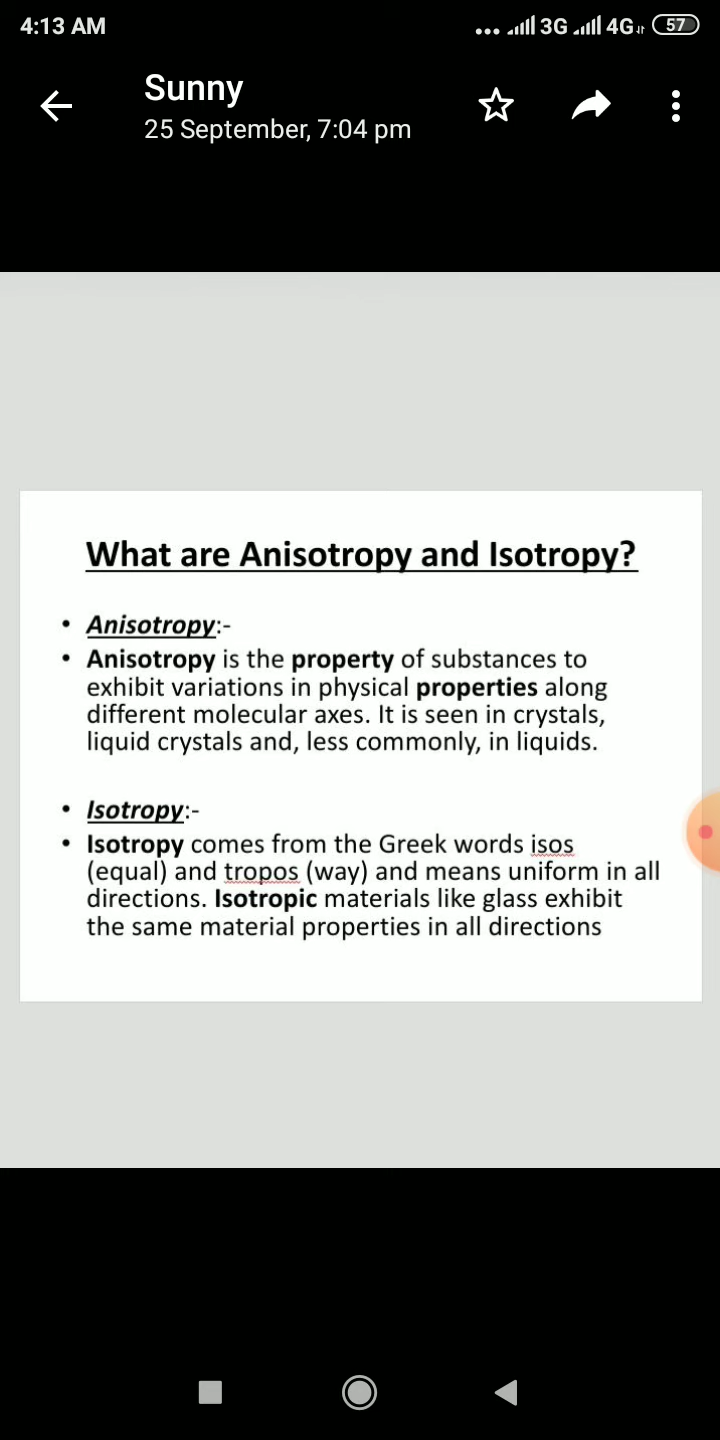 4:13 AM
... 3G 4G 57
Sunny
25 September, 7:04 pm
What are Anisotropy and Isotropy?
• Anisotropy:-
• Anisotropy is the property of substances to
exhibit variations in physical properties along
different molecular axes. It is seen in crystals,
liquid crystals and, less commonly, in liquids.
• Isotropy:-
• Isotropy comes from the Greek words isos
(equal) and tropos (way) and means uniform in all
directions. Isotropic materials like glass exhibit
the same material properties in all directions